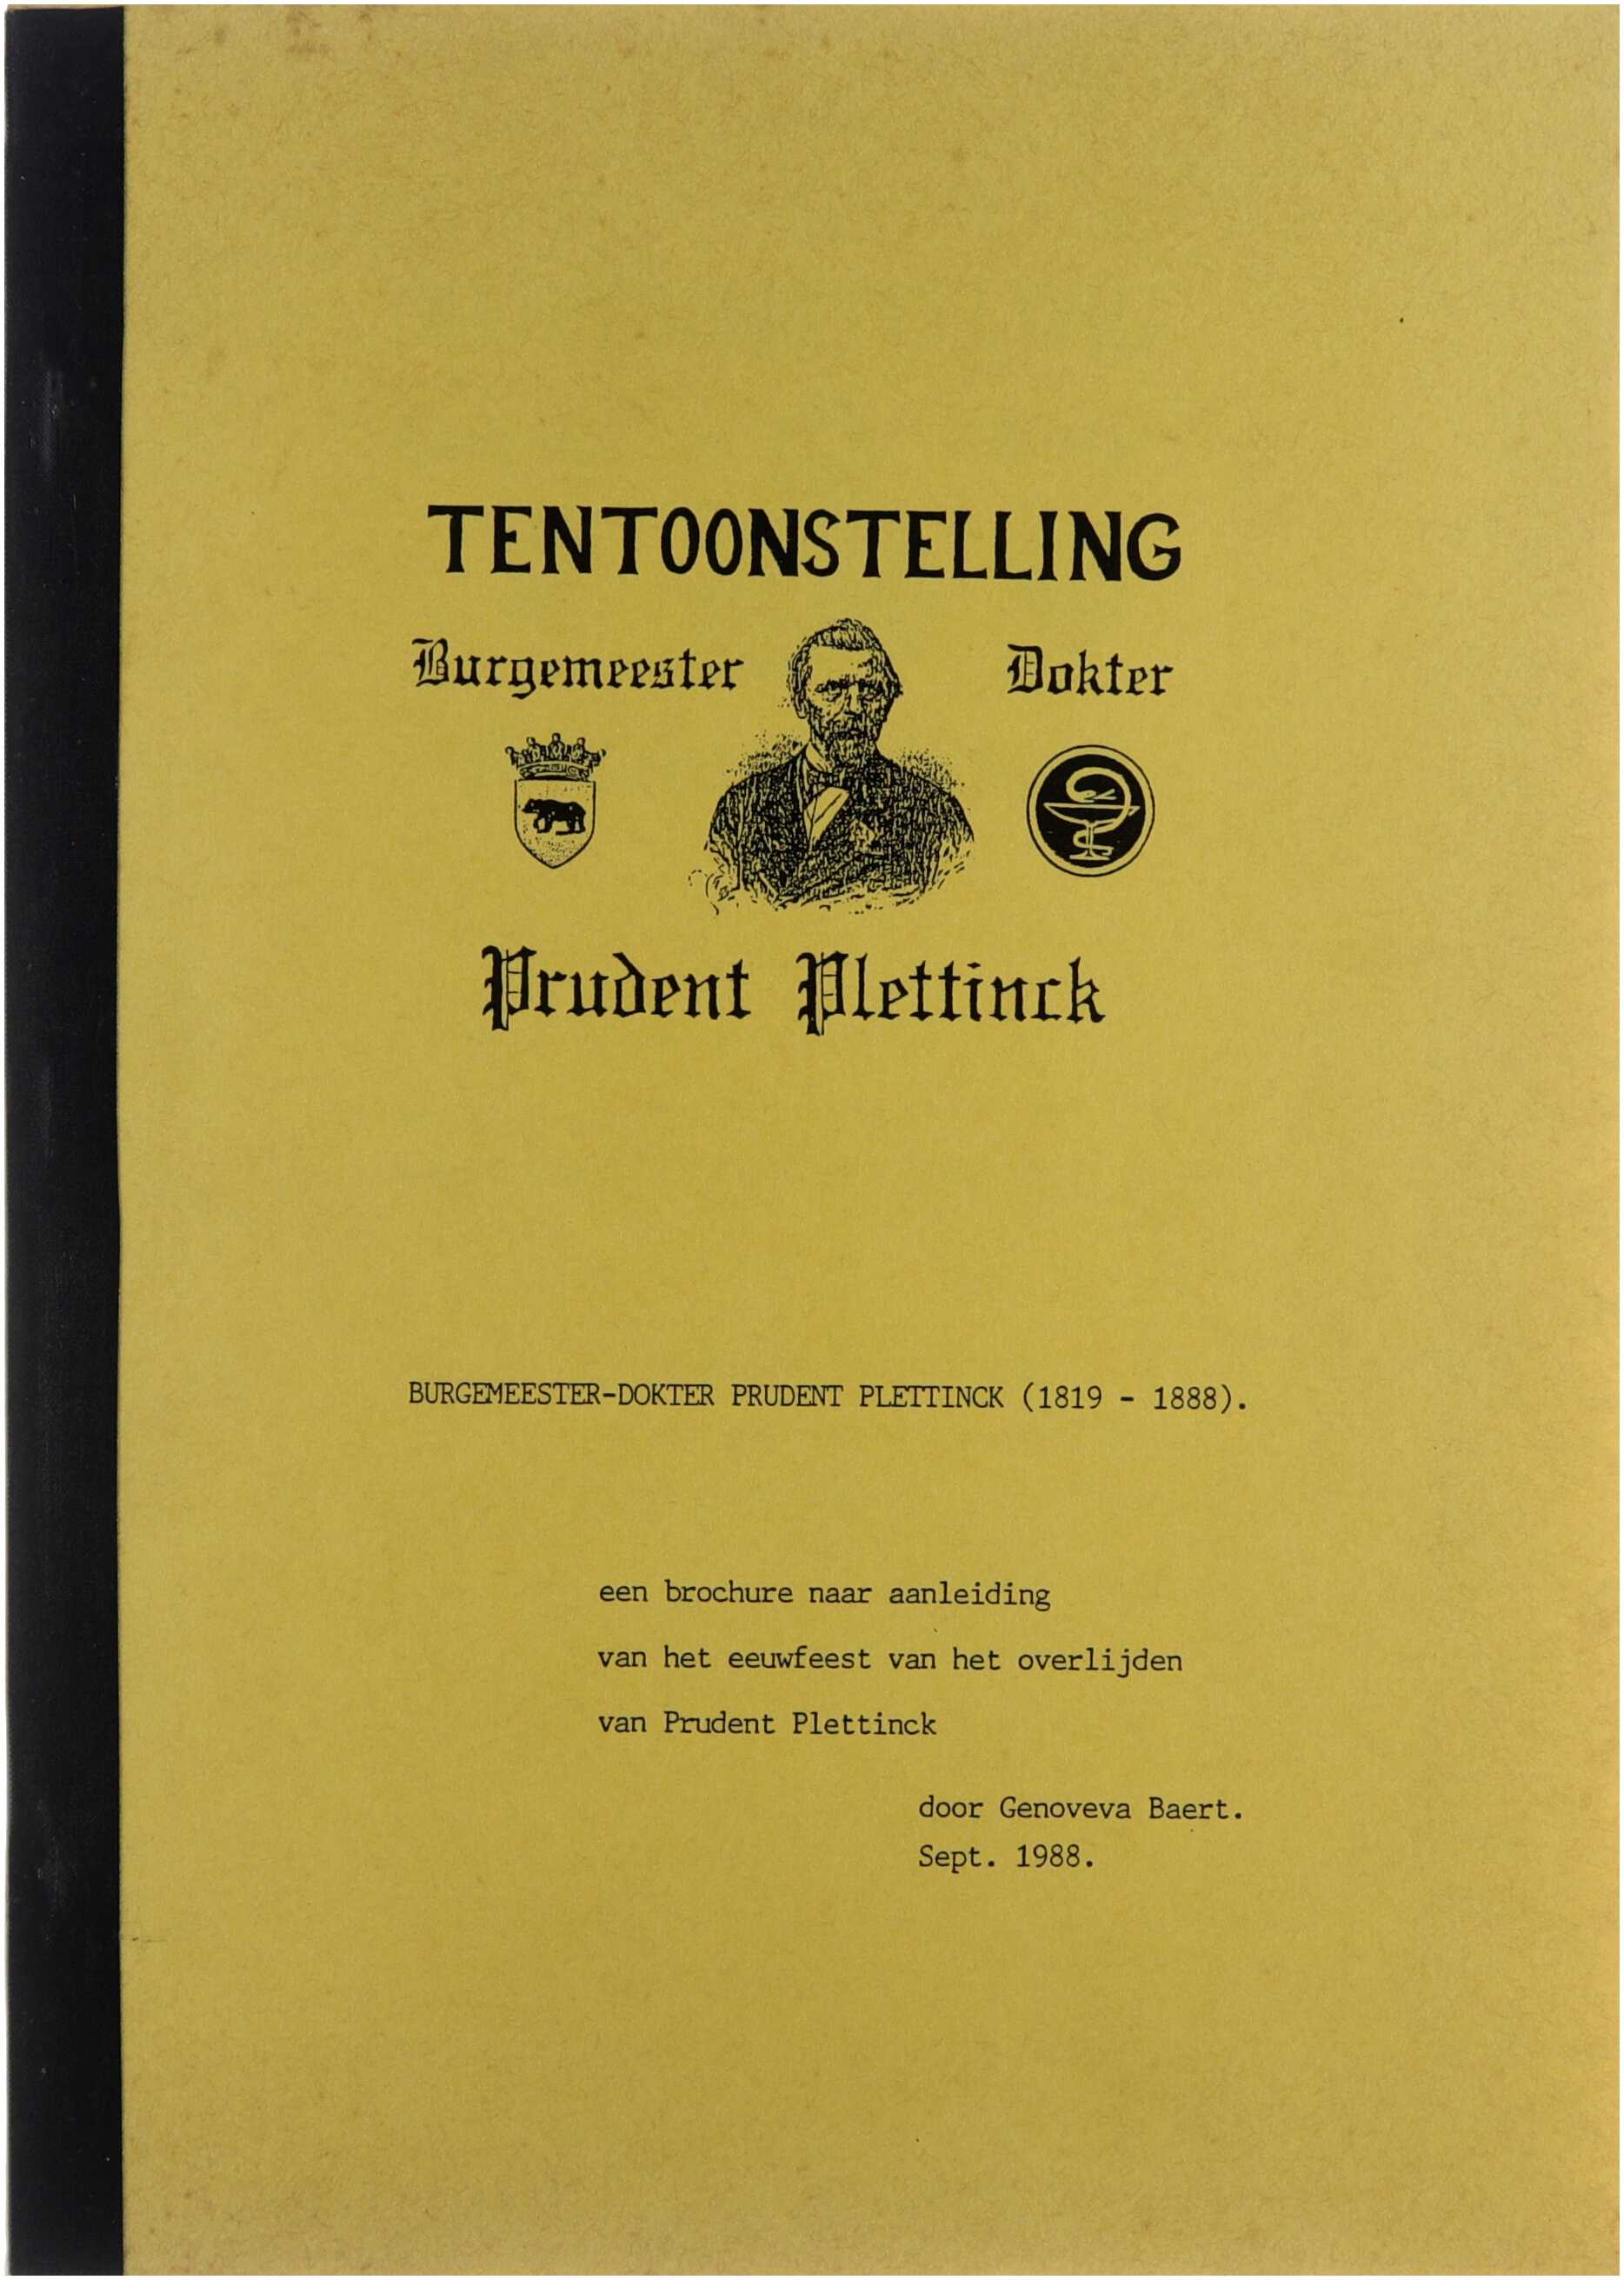 TENTOONSTELLING
Burgemeester Dokter
Prudent Plettinck
BURGEMEESTER-DOKTER PRUDENT PLETTINCK (1819 - 1888).
een brochure naar aanleiding
van het eeuwfeest van het overlijden
van Prudent Plettinck
door Genoveva Baert.
Sept. 1988.